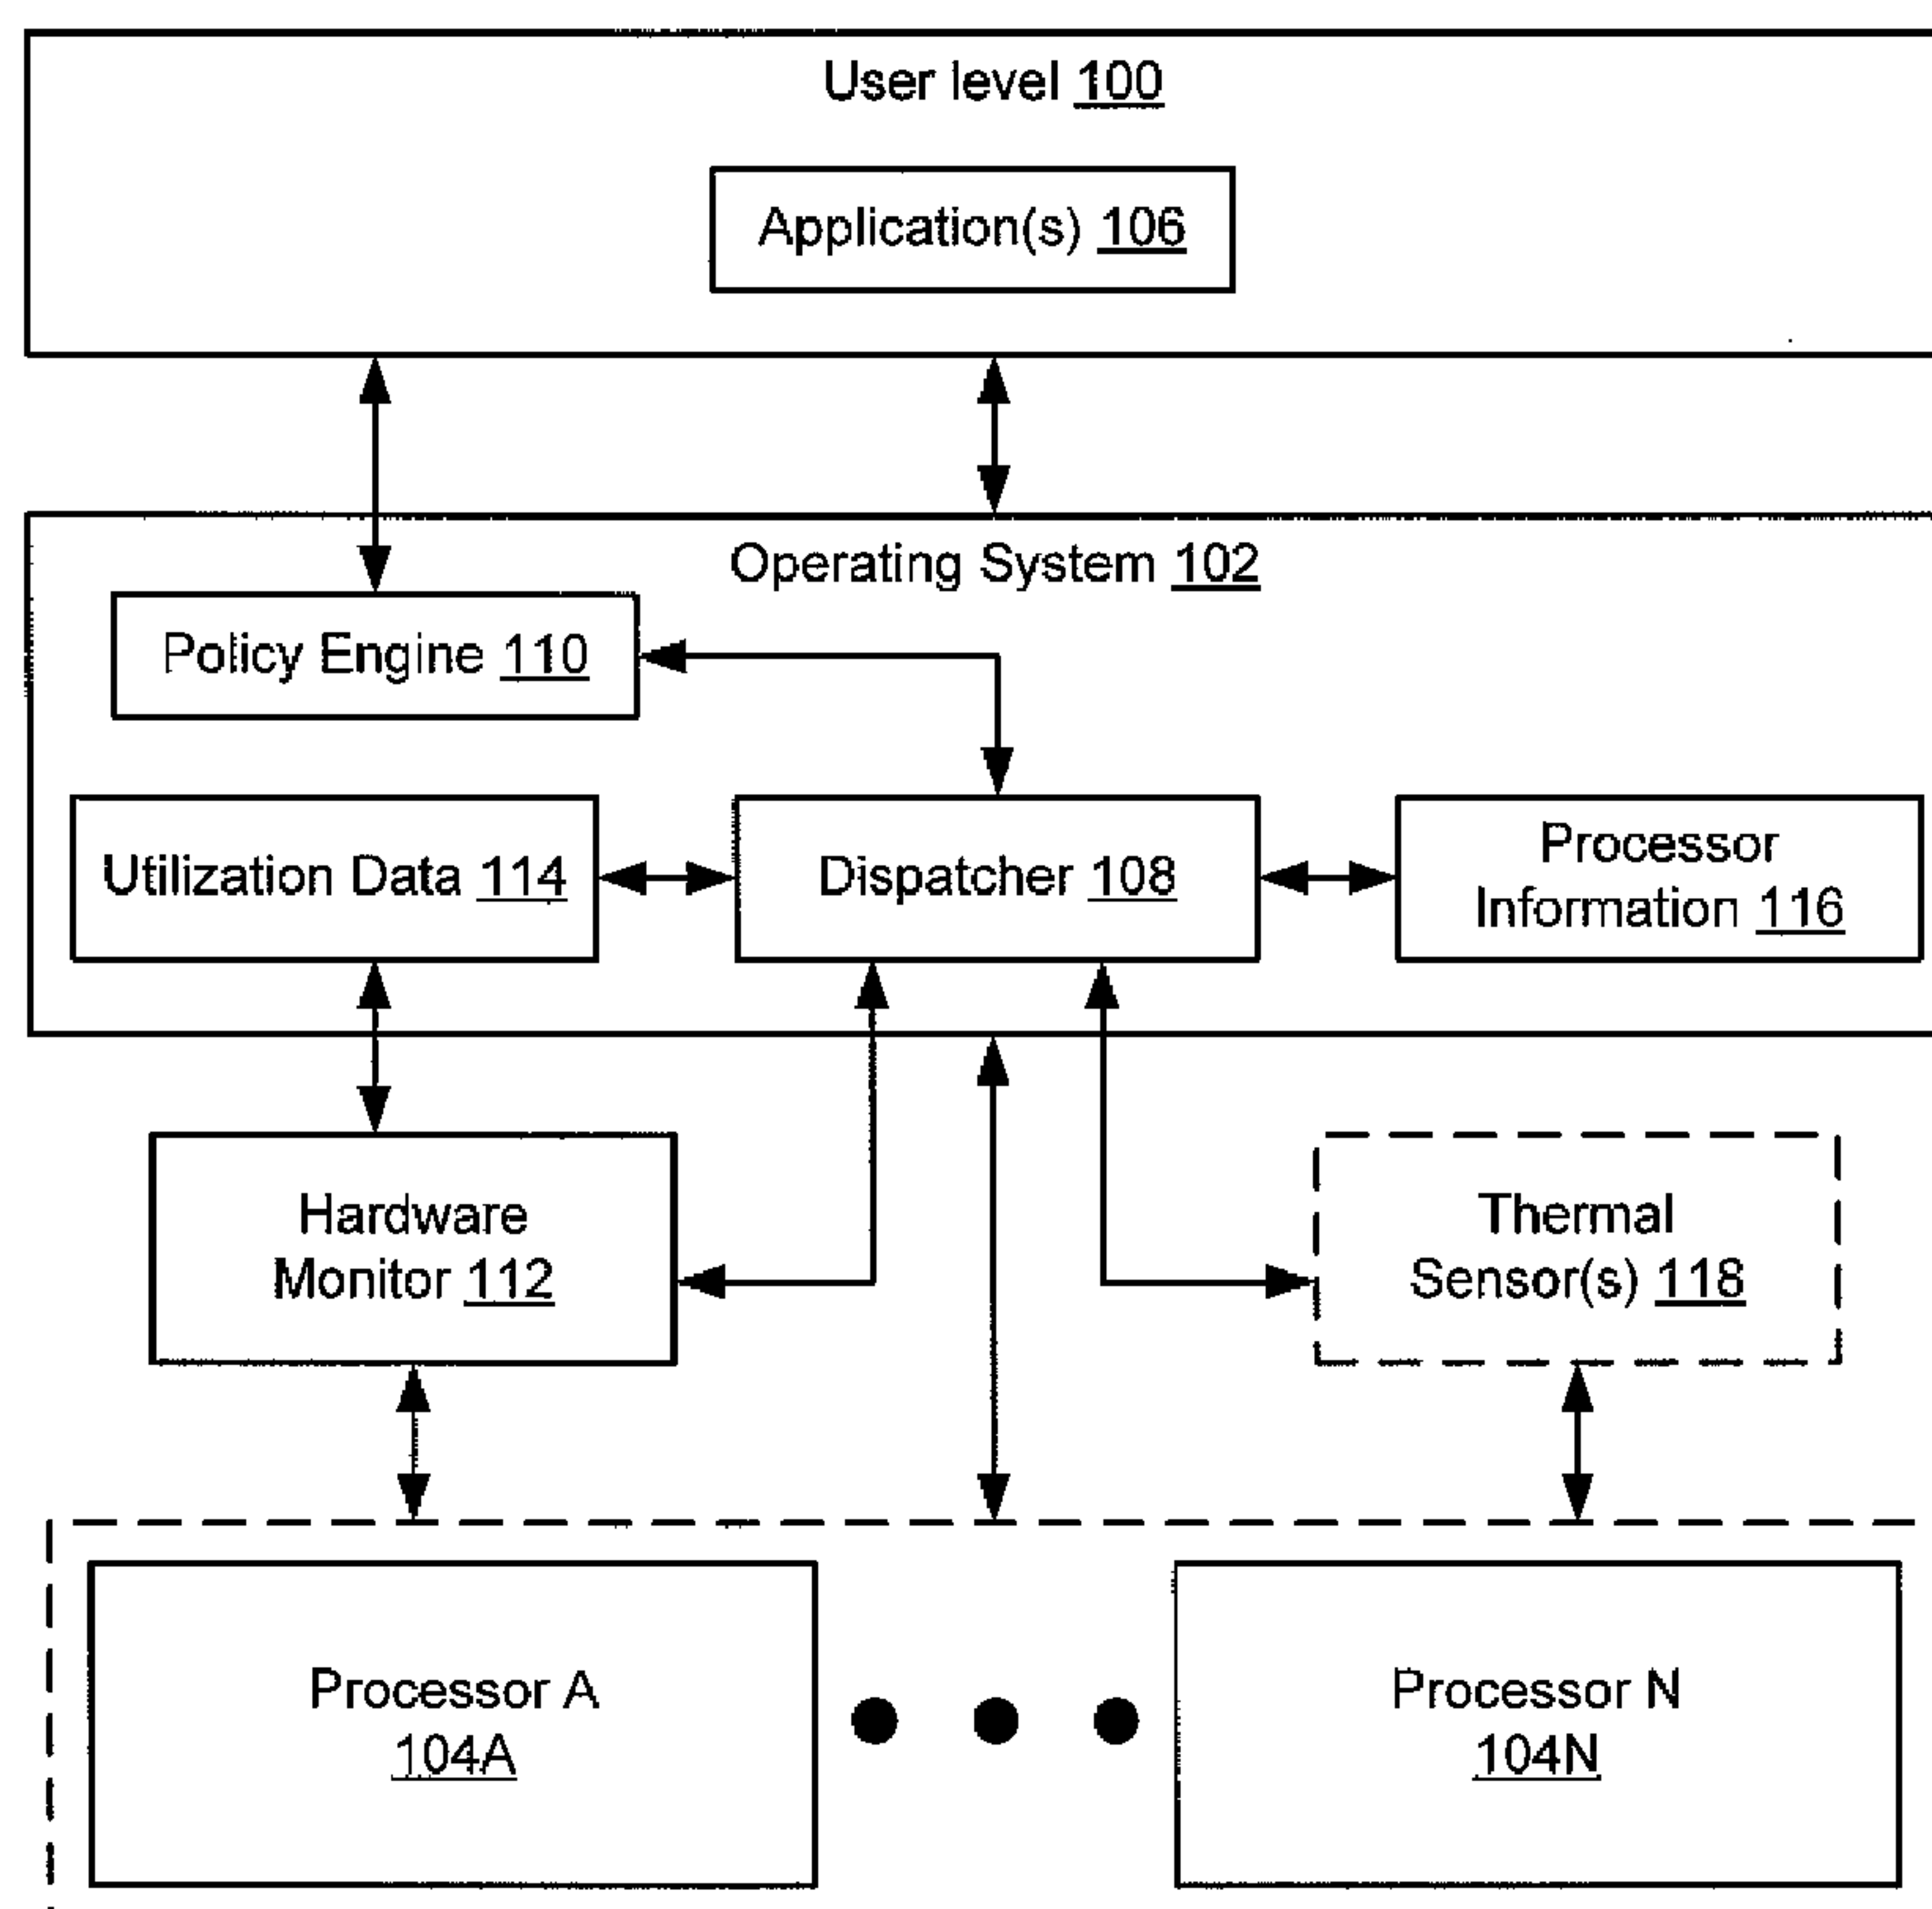 User level 100
Application(s) 106
Operating System 102
Policy Engine 110
Utilization Data 114
Dispatcher 108
Processor
Information 116
Hardware
Monitor 112
Thermal
Sensor(s) 118
Processor A
104A
Processor N
104N